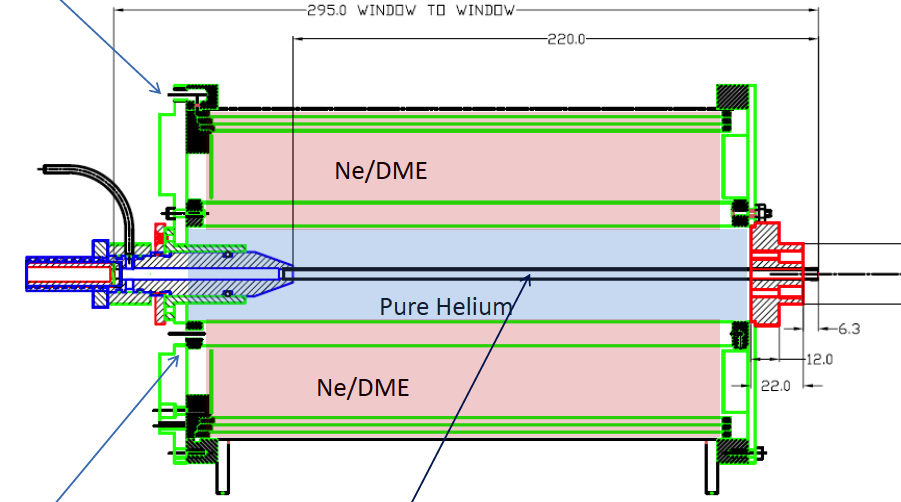 295.0 WINDOW TO WINDOW
220.0
Ne/DME
Pure Helium
6.3
12.0
22.0
Ne/DME